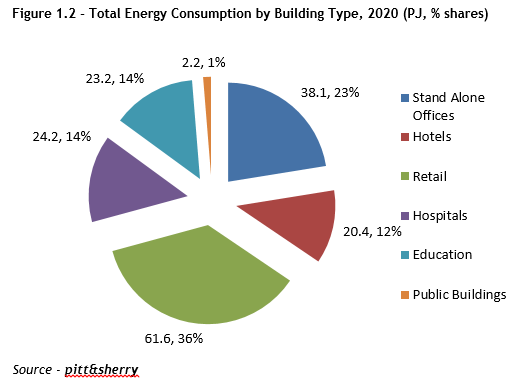 Figure 1.2 - Total Energy Consumption by Building Type, 2020 (PJ, % shares)
2.2, 1%
23.2, 14%
38.1, 23%
24.2, 14%
20.4, 12%
61.6, 36%
Stand Alone
Offices
Hotels
Retail
Hospitals
Education
Public Buildings
Source - pitt&sherry